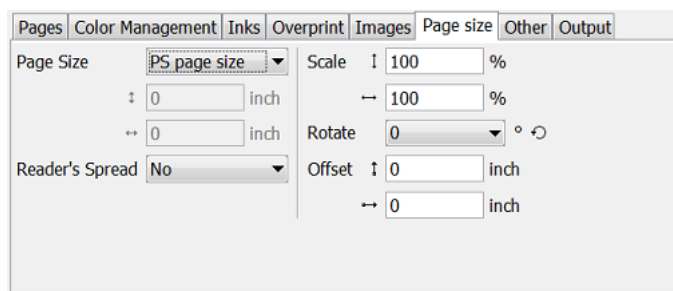 Pages Color Management Inks Overprint Images Page size Other Output
Page Size PS page size Scale 100 %
0 inch 100 %
0 inch Rotate 0 °
Reader's Spread No Offset 0 inch
0 inch